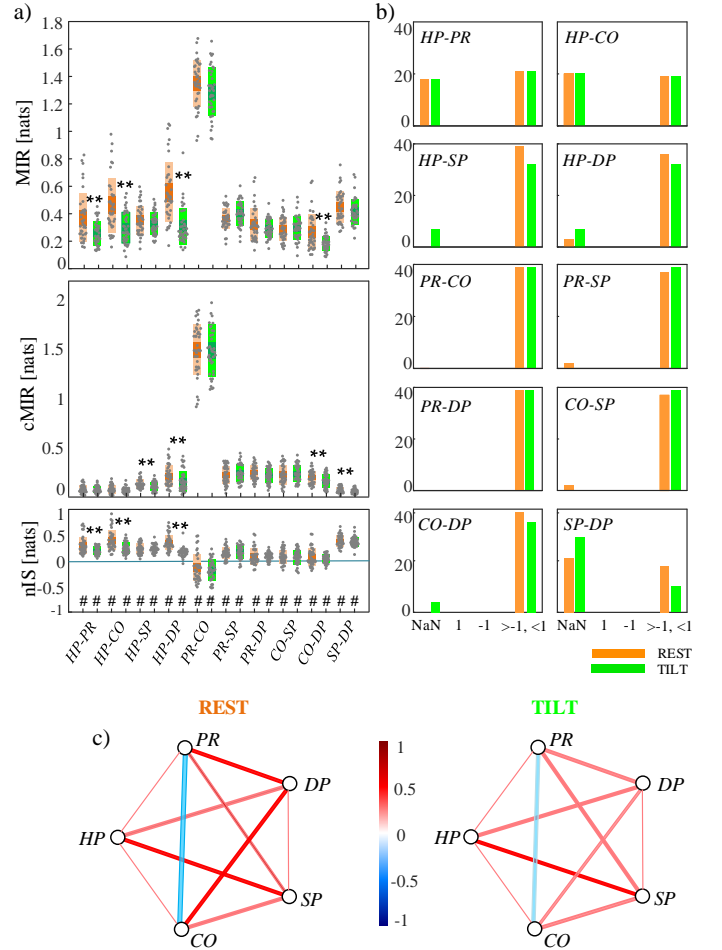 a)
b)
MIR [nats]
1.8
1.6
1.4
1.2
1
0.8
0.6
0.4
0.2
0
** ** ** **
cMIR [nats]
2
1.5
1
0.5
0
** ** ** **
nIS [nats]
1
0.5
0
-0.5
-1
** ** **
# # # # # # # # # # # # # # # # # # # #
HP-PR HP-CO HP-SP HP-DP PR-CO PR-SP PR-DP CO-SP CO-DP SP-DP
40 HP-PR HP-CO
20
0
40 HP-SP HP-DP
20
0
40 PR-CO PR-SP
20
0
40 PR-DP CO-SP
20
0
40 CO-DP SP-DP
20
0
NaN 1 -1 >-1, <1 NaN 1 -1 >-1, <1
REST
TILT
c)
REST
PR
DP
HP
SP
CO
1
0.5
0
-0.5
-1
TILT
PR
DP
HP
SP
CO